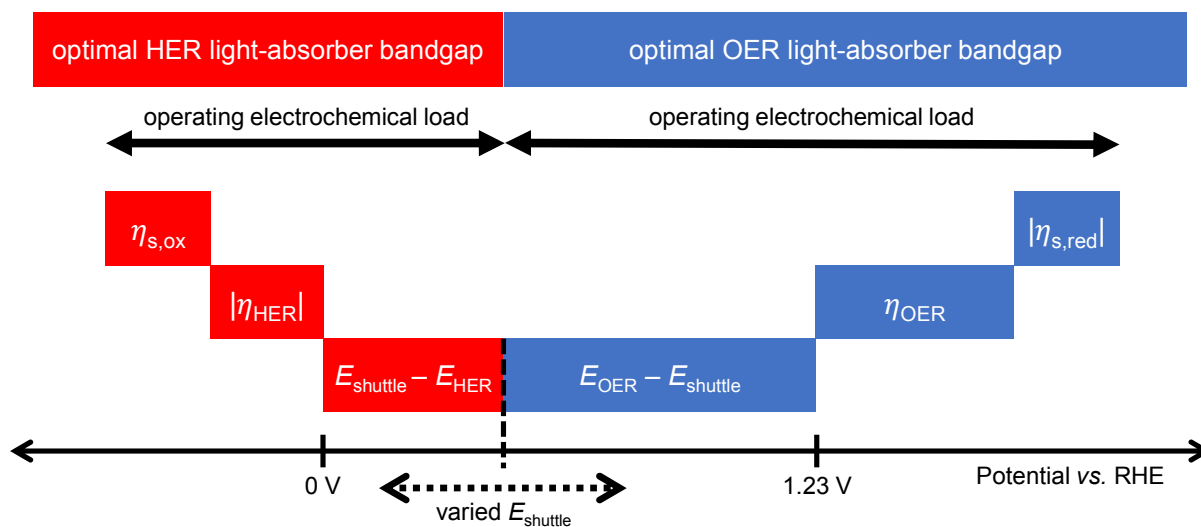 optimal HER light-absorber bandgap
optimal OER light-absorber bandgap
operating electrochemical load
operating electrochemical load
ηs,ox
|ηs,red|
|ηHER|
ηOER
Eshuttle – EHER
EOER – Eshuttle
0 V
1.23 V
Potential vs. RHE
varied Eshuttle